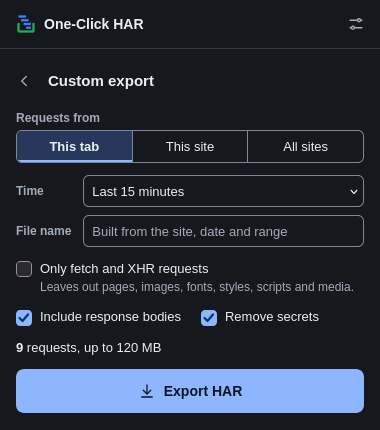 One-Click HAR
Custom export
Requests from
This tab
This site
All sites
Time
Last 15 minutes
File name
Built from the site, date and range
Only fetch and XHR requests
Leaves out pages, images, fonts, styles, scripts and media.
Include response bodies
Remove secrets
9 requests, up to 120 MB
Export HAR